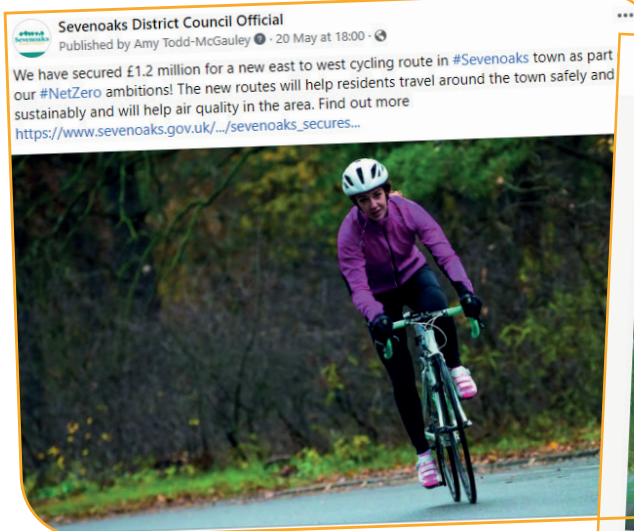 Sevenoaks District Council Official
Published by Amy Todd-McGauley · 20 May at 18:00 ·
We have secured £1.2 million for a new east to west cycling route in #Sevenoaks town as part
our #NetZero ambitions! The new routes will help residents travel around the town safely and
sustainably and will help air quality in the area. Find out more
https://www.sevenoaks.gov.uk/.../sevenoaks_secures...